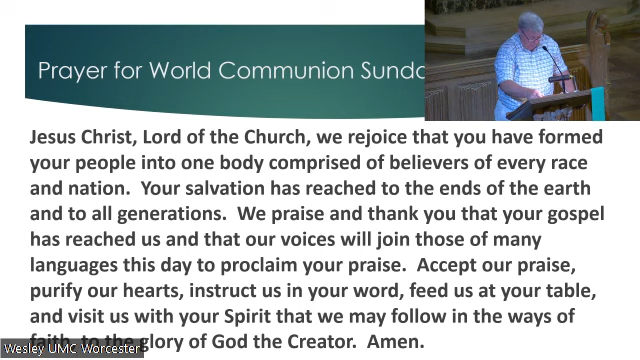 Prayer for World Communion Sunda
Jesus Christ, Lord of the Church, we rejoice that you have formed
your people into one body comprised of believers of every race
and nation.  Your salvation has reached to the ends of the earth
and to all generations.  We praise and thank you that your gospel
has reached us and that our voices will join those of many
languages this day to proclaim your praise.  Accept our praise,
purify our hearts, instruct us in your word, feed us at your table,
and visit us with your Spirit that we may follow in the ways of
faith, to the glory of God the Creator.  Amen.
Wesley UMC Worcester